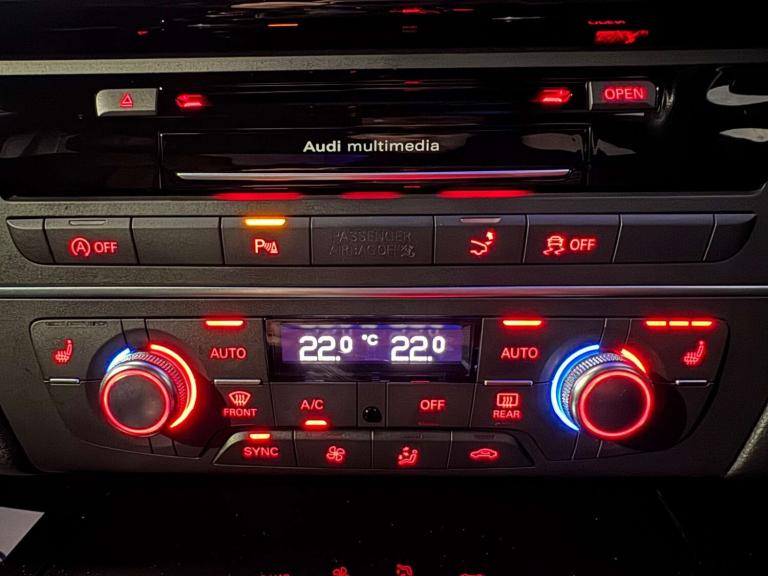 OPEN
Audi multimedia
A OFF
P
PASSENGER
AIRBAG OFF
OFF
AUTO
22.0 °C 22.0
AUTO
FRONT
A/C
OFF
REAR
SYNC